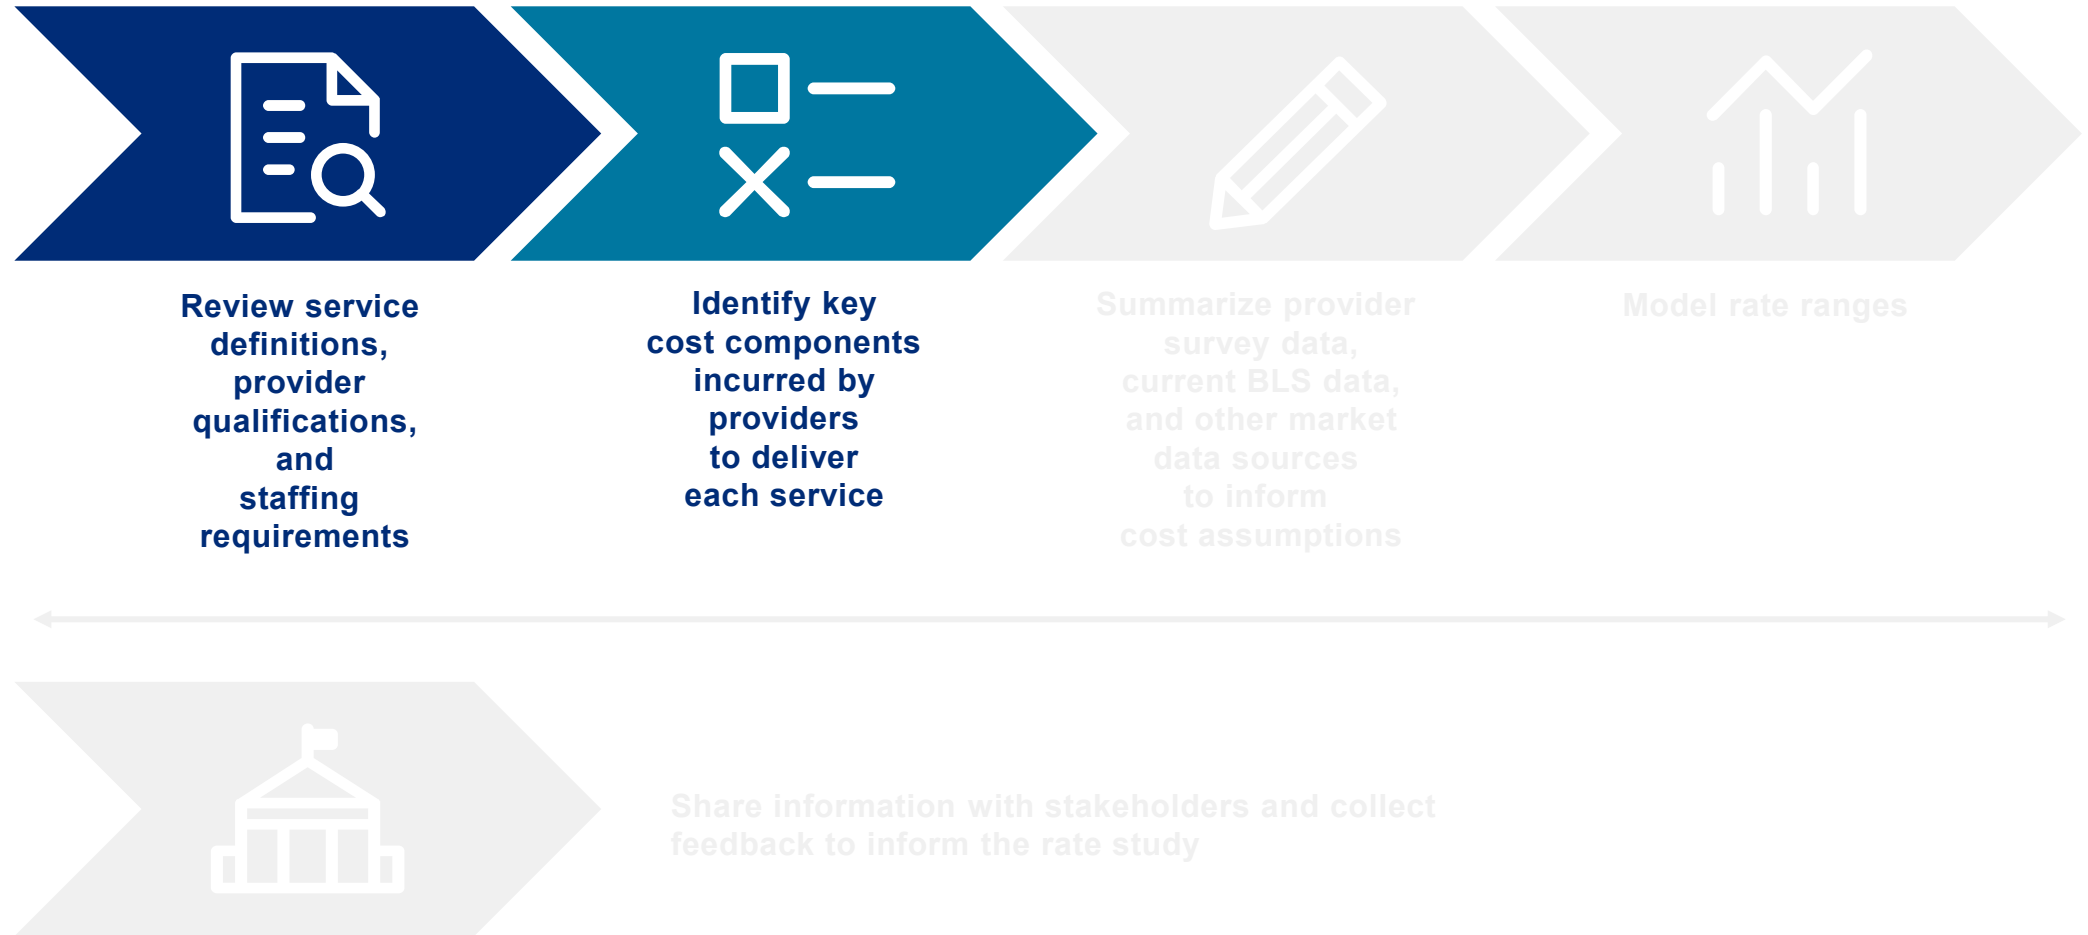 Review service
definitions,
provider
qualifications,
and
staffing
requirements
Identify key
cost components
incurred by
providers
to deliver
each service
Summarize provider
survey data,
current BLS data,
and other market
data sources
to inform
cost assumptions
Model rate ranges
Share information with stakeholders and collect
feedback to inform the rate study